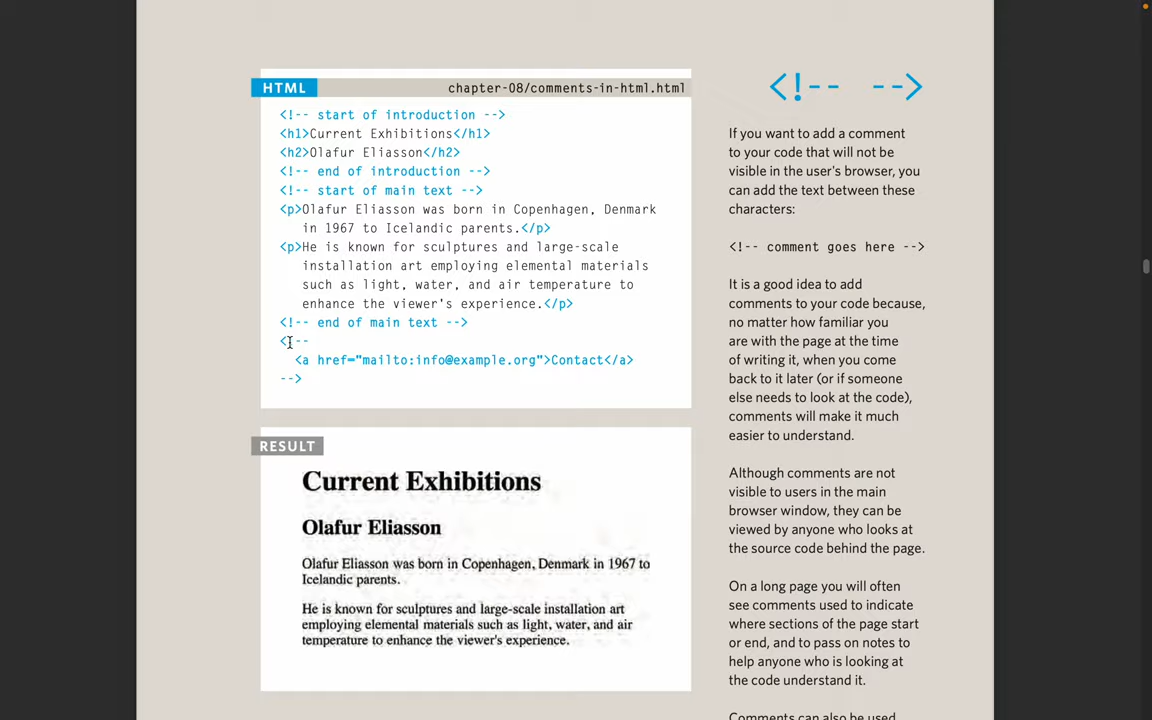 HTML
chapter-08/comments-in-html.html
<!-- start of introduction -->
<h1>Current Exhibitions</h1>
<h2>Olafur Eliasson</h2>
<!-- end of introduction -->
<!-- start of main text -->
<p>Olafur Eliasson was born in Copenhagen, Denmark
in 1967 to Icelandic parents.</p>
<p>He is known for sculptures and large-scale
installation art employing elemental materials
such as light, water, and air temperature to
enhance the viewer's experience.</p>
<!-- end of main text -->
<!--
<a href="mailto:info@example.org">Contact</a>
-->
RESULT
Current Exhibitions
Olafur Eliasson
Olafur Eliasson was born in Copenhagen, Denmark in 1967 to
Icelandic parents.
He is known for sculptures and large-scale installation art
employing elemental materials such as light, water, and air
temperature to enhance the viewer's experience.
<!-- -->
If you want to add a comment
to your code that will not be
visible in the user's browser, you
can add the text between these
characters:
<!-- comment goes here -->
It is a good idea to add
comments to your code because,
no matter how familiar you
are with the page at the time
of writing it, when you come
back to it later (or if someone
else needs to look at the code),
comments will make it much
easier to understand.
Although comments are not
visible to users in the main
browser window, they can be
viewed by anyone who looks at
the source code behind the page.
On a long page you will often
see comments used to indicate
where sections of the page start
or end, and to pass on notes to
help anyone who is looking at
the code understand it.
Comments can also be used